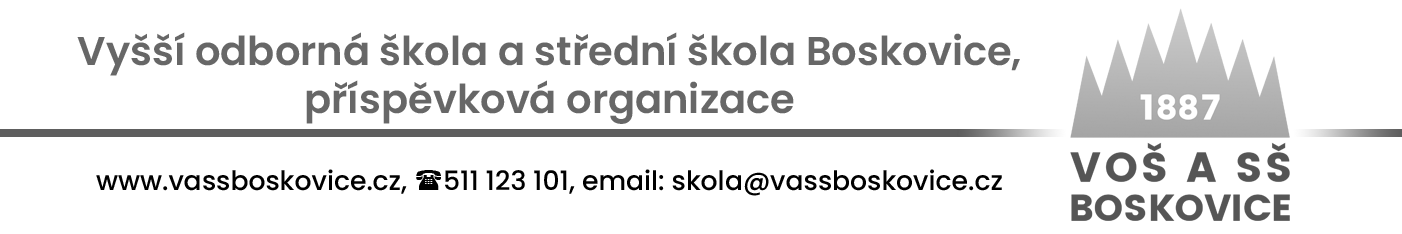 Vyšší odborná škola a střední škola Boskovice,
příspěvková organizace
www.vassboskovice.cz, ☎511 123 101, email: skola@vassboskovice.cz
1887
VOŠ A SŠ
BOSKOVICE